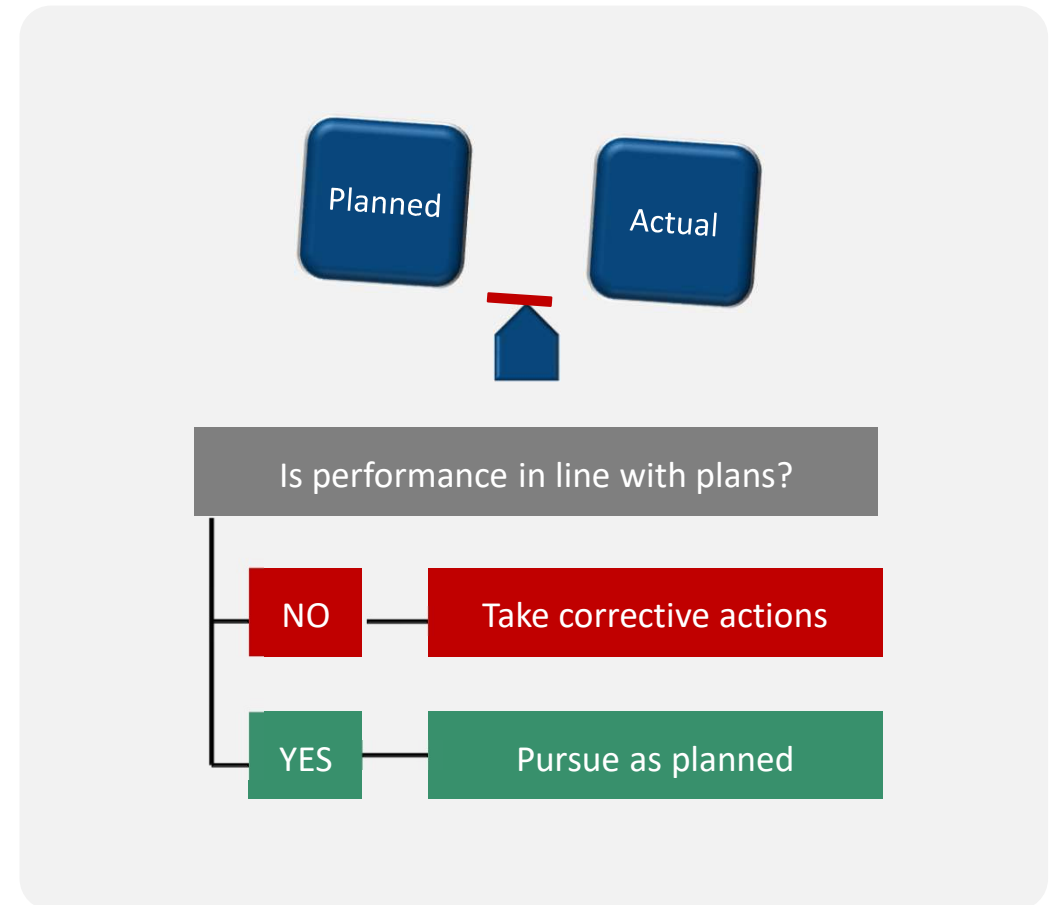 Planned
Actual
Is performance in line with plans?
NO
Take corrective actions
YES
Pursue as planned